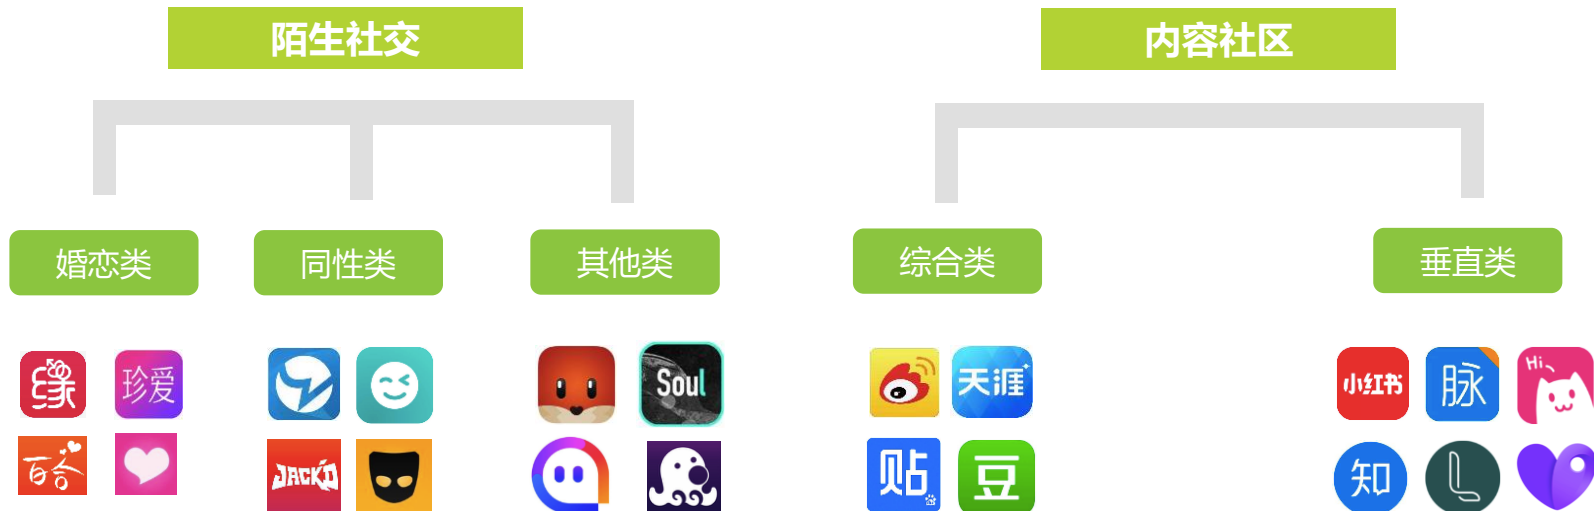 陌生社交
内容社区
婚恋类
同性类
其他类
综合类
垂直类
缘
珍爱
Soul
天涯
小红书
脉
Hi、
百合
JACK'D
贴
豆
知
L